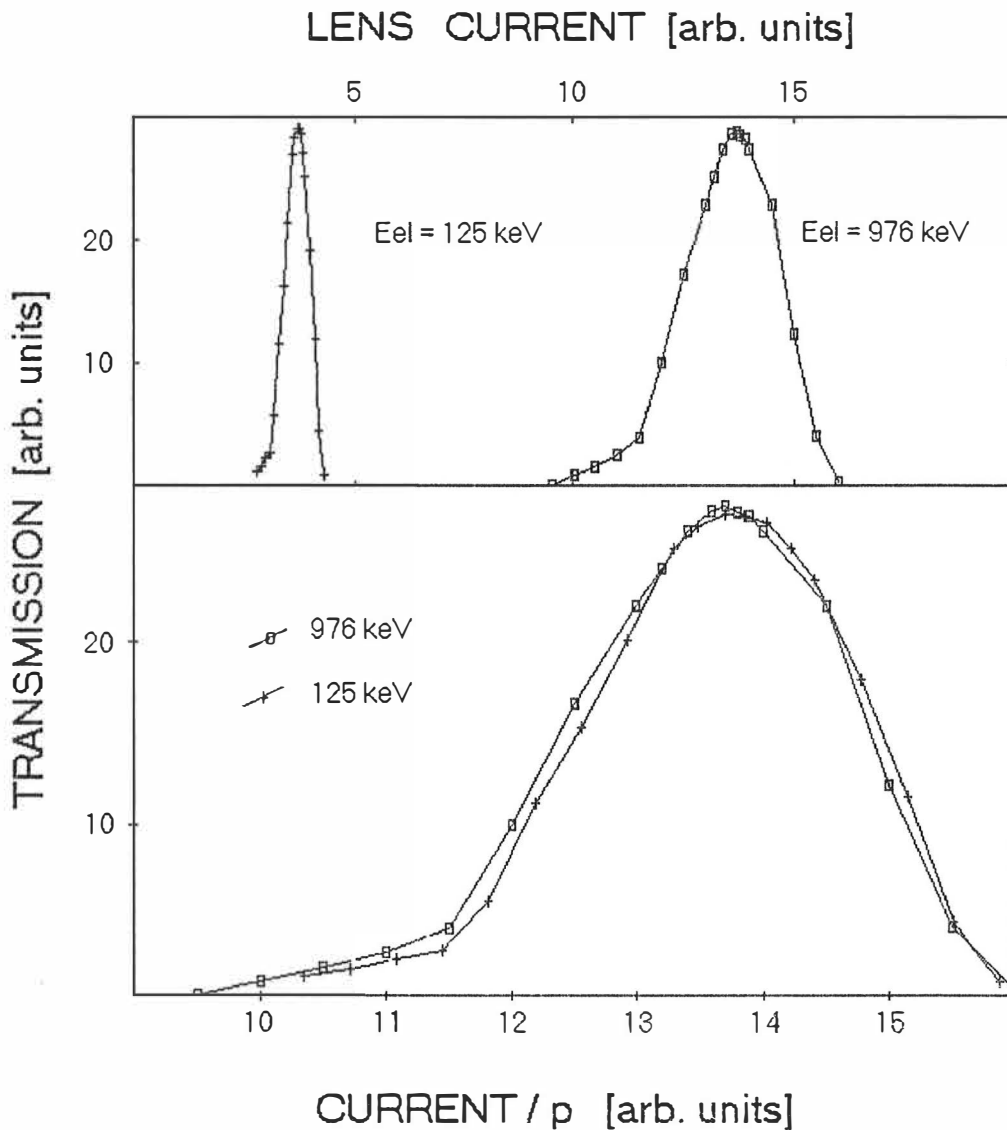 LENS CURRENT [arb. units]
5 10 15
Eel = 125 keV
Eel = 976 keV
20
10
TRANSMISSION [arb. units]
976 keV
125 keV
20
10
10 11 12 13 14 15
CURRENT / p [arb. units]